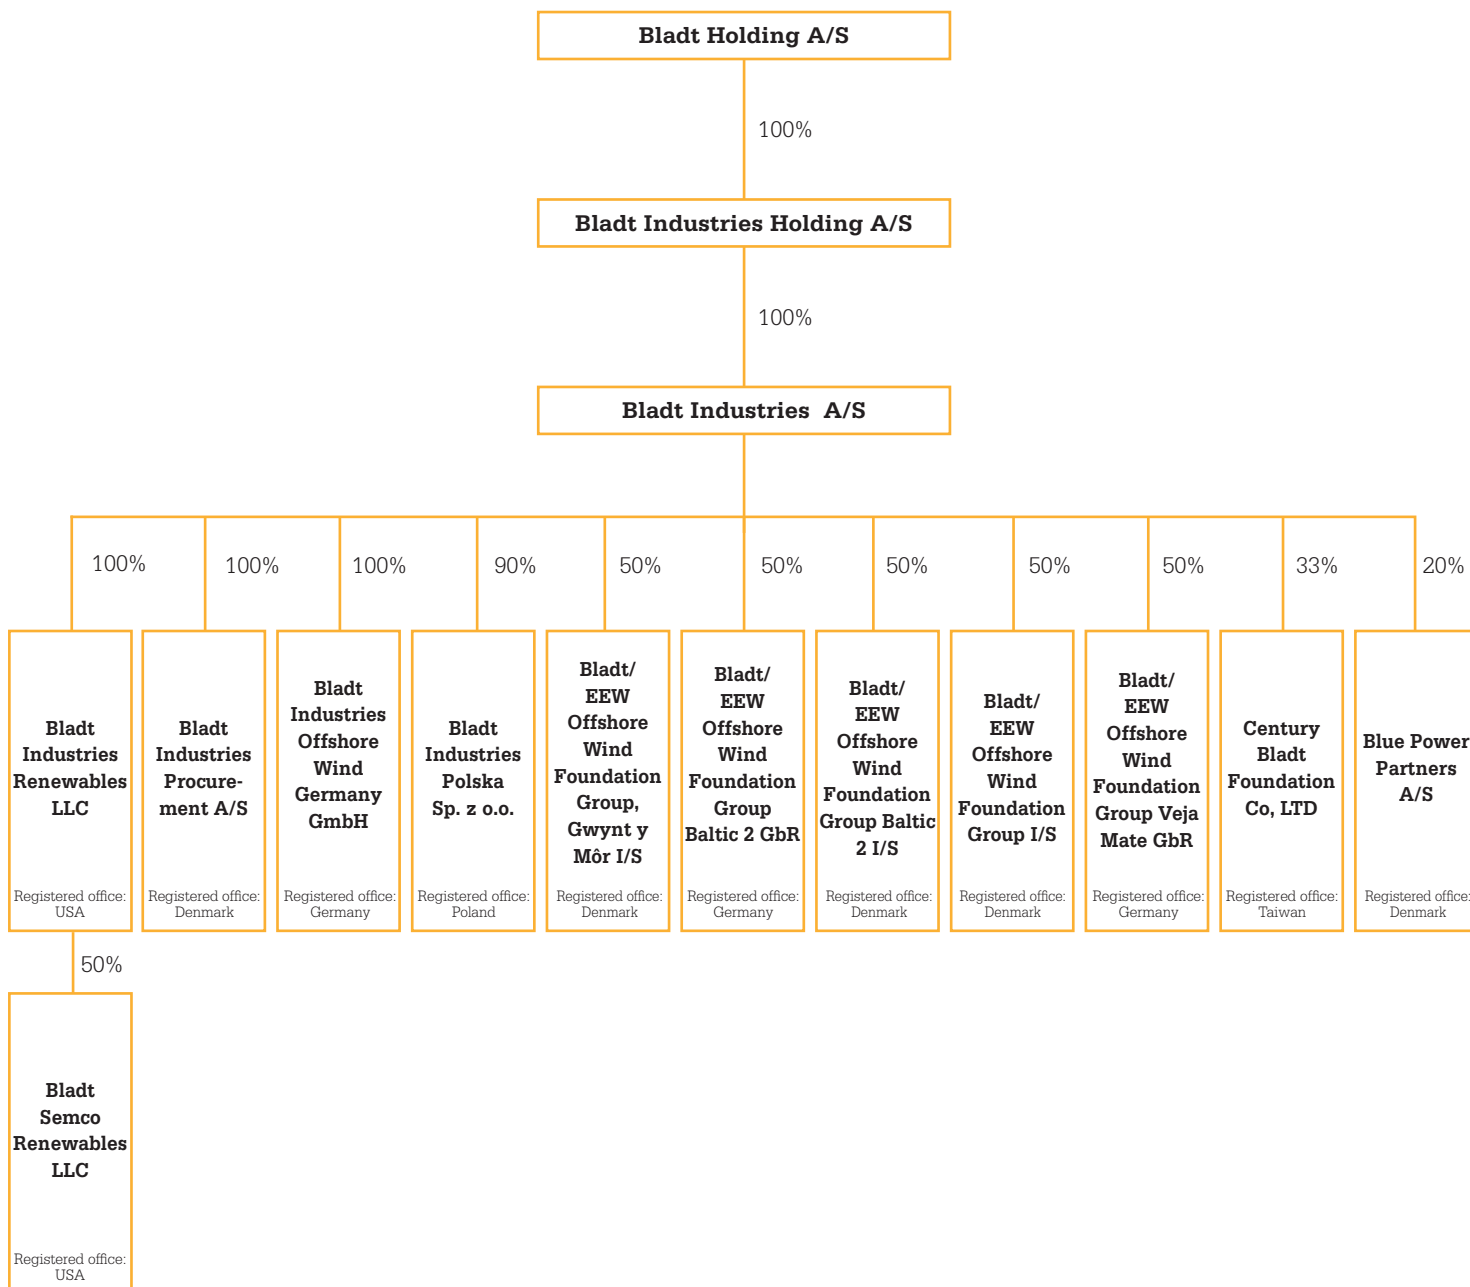 Bladt Holding A/S
100%
Bladt Industries Holding A/S
100%
Bladt Industries  A/S
100%
100%
100%
90%
50%
50%
50%
50%
50%
33%
20%
Bladt
Industries
Renewables
LLC
Registered office:
USA
Bladt
Industries
Procure-
ment A/S
Registered office:
Denmark
Bladt
Industries
Offshore
Wind
Germany
GmbH
Registered office:
Germany
Bladt
Industries
Polska
Sp. z o.o.
Registered office:
Poland
Bladt/
EEW
Offshore
Wind
Foundation
Group,
Gwynt y
Môr I/S
Registered office:
Denmark
Bladt/
EEW
Offshore
Wind
Foundation
Group
Baltic 2 GbR
Registered office:
Germany
Bladt/
EEW
Offshore
Wind
Foundation
Group Baltic
2 I/S
Registered office:
Denmark
Bladt/
EEW
Offshore
Wind
Foundation
Group I/S
Registered office:
Denmark
Bladt/
EEW
Offshore
Wind
Foundation
Group Veja
Mate GbR
Registered office:
Germany
Century
Bladt
Foundation
Co, LTD
Registered office:
Taiwan
Blue Power
Partners
A/S
Registered office:
Denmark
50%
Bladt
Semco
Renewables
LLC
Registered office:
USA